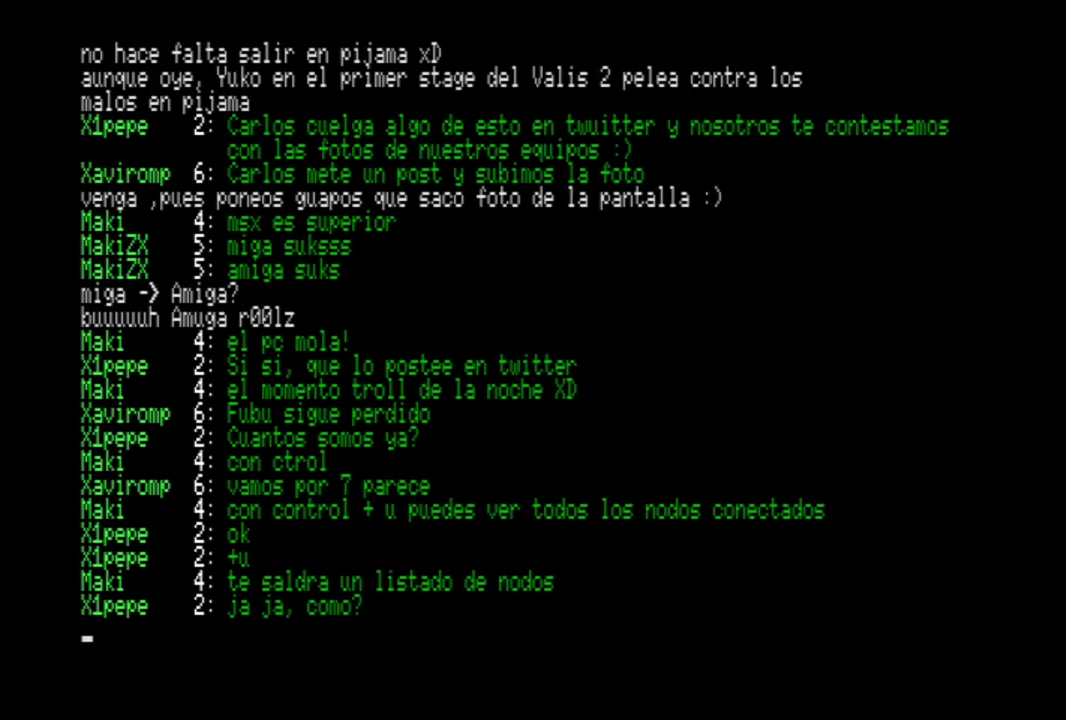 no hace falta salir en pijama xD
aunque oye, Yuko en el primer stage del Valis 2 pelea contra los
malos en pijama
X1pepe 2: Carlos cuelga algo de esto en twuitter y nosotros te contestamos
con las fotos de nuestros equipos :)
Xaviromp 6: Carlos mete un post y subimos la foto
venga ,pues poneos guapos que saco foto de la pantalla :)
Maki 4: msx es superior
MakiZX 5: miga suksss
MakiZX 5: amiga suks
miga -> Amiga?
buuuuuh Amuga r00lz
Maki 4: el pc mola!
X1pepe 2: Si si, que lo postee en twitter
Maki 4: el momento troll de la noche XD
Xaviromp 6: Fubu sigue perdido
X1pepe 2: Cuantos somos ya?
Maki 4: con ctrol
Xaviromp 6: vamos por 7 parece
Maki 4: con control + u puedes ver todos los nodos conectados
X1pepe 2: ok
X1pepe 2: +u
Maki 4: te saldra un listado de nodos
X1pepe 2: ja ja, como?